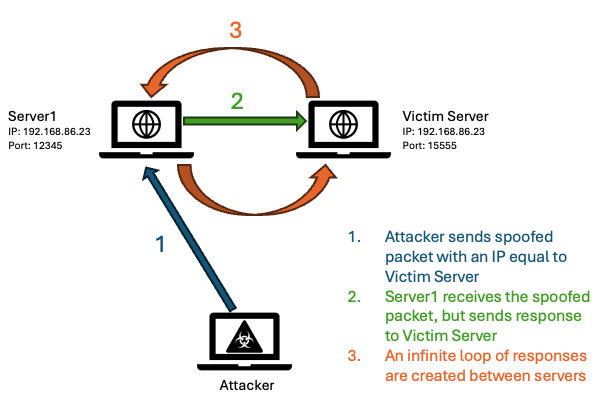 3
2
Server1
IP: 192.168.86.23
Port: 12345
Victim Server
IP: 192.168.86.23
Port: 15555
1
Attacker
1. Attacker sends spoofed
packet with an IP equal to
Victim Server
2. Server1 receives the spoofed
packet, but sends response
to Victim Server
3. An infinite loop of responses
are created between servers